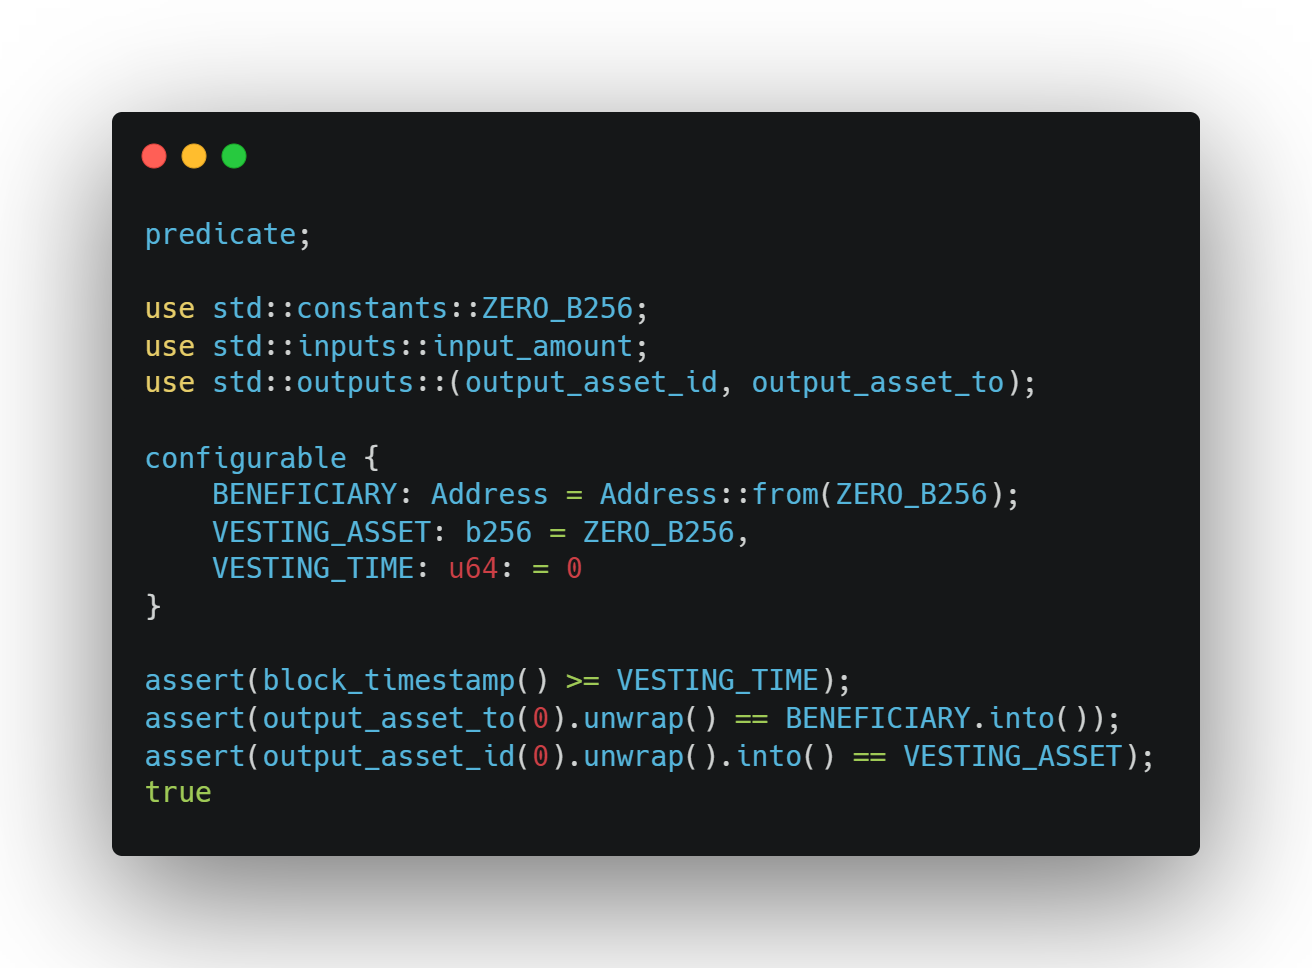 predicate;
use std::constants::ZERO_B256;
use std::inputs::input_amount;
use std::outputs::(output_asset_id, output_asset_to);
configurable {
    BENEFICIARY: Address = Address::from(ZERO_B256);
    VESTING_ASSET: b256 = ZERO_B256,
    VESTING_TIME: u64: = 0
}
assert(block_timestamp() >= VESTING_TIME);
assert(output_asset_to(0).unwrap() == BENEFICIARY.into());
assert(output_asset_id(0).unwrap().into() == VESTING_ASSET);
true